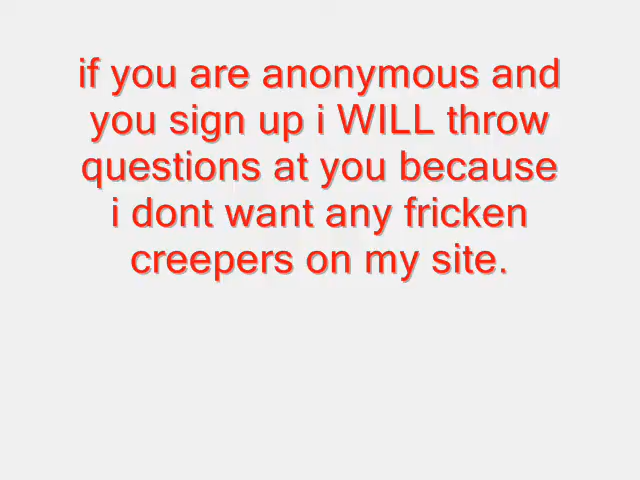 if you are anonymous and
you sign up i WILL throw
questions at you because
i dont want any fricken
creepers on my site.